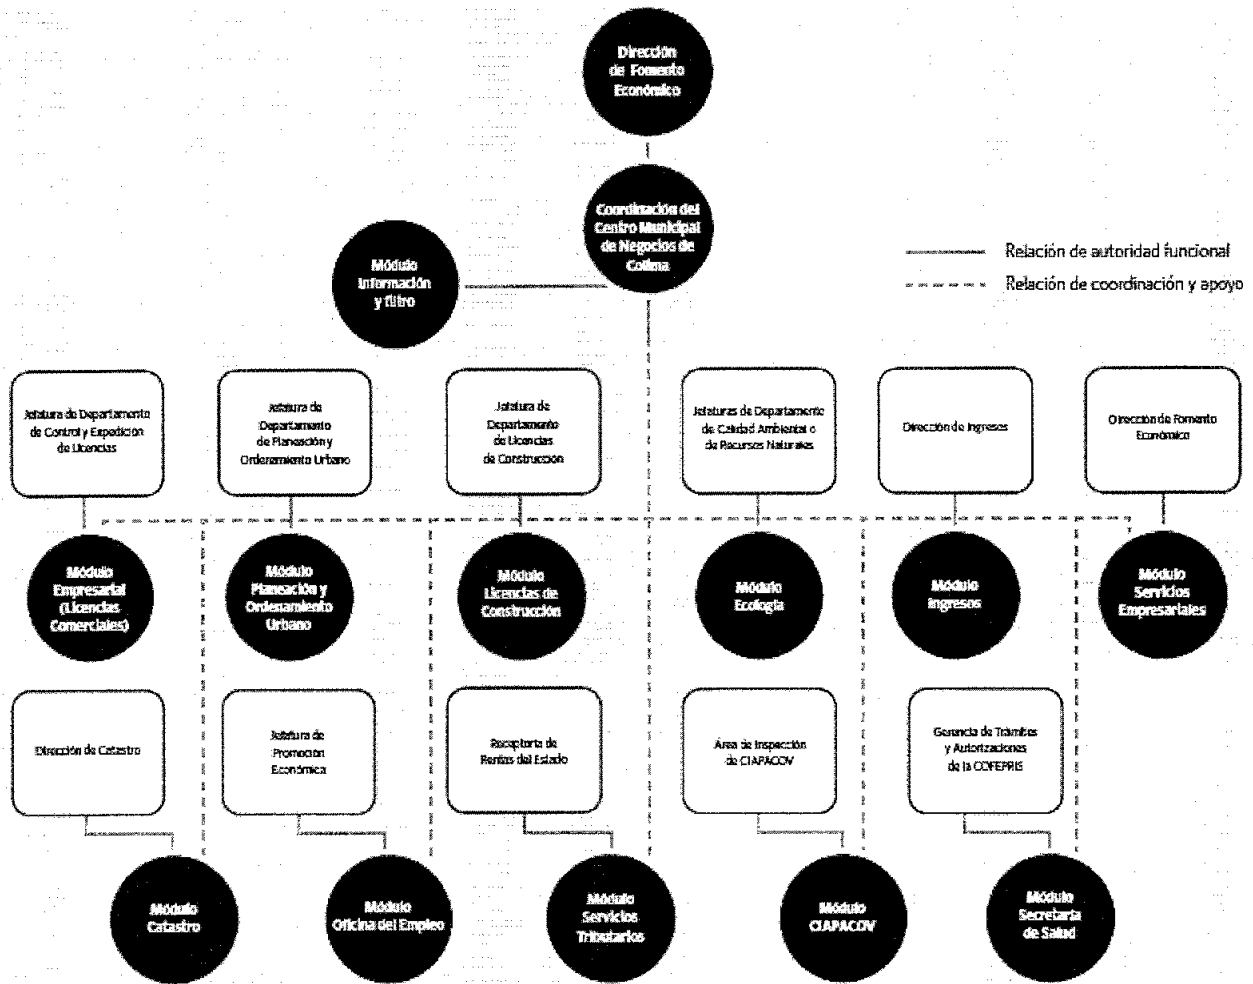 Dirección
de Fomento
Económico
Coordinación del
Centro Municipal
de Negocios de
Colima
Módulo
Información
y filtro
Relación de autoridad funcional
Relación de coordinación y apoyo
Jefatura de Departamento
de Control y Expedición
de Licencias
Jefatura de
Departamento
de Planeación y
Ordenamiento Urbano
Jefatura de
Departamento
de Licencias
de Construcción
Jefaturas de Departamento
de Calidad Ambiental o
de Recursos Naturales
Dirección de Ingresos
Dirección de Fomento
Económico
Módulo
Empresarial
(Licencias
Comerciales)
Módulo
Planeación y
Ordenamiento
Urbano
Módulo
Licencias de
Construcción
Módulo
Ecología
Módulo
Ingresos
Módulo
Servicios
Empresariales
Dirección de Catastro
Jefatura de
Promoción
Económica
Receptoría de
Rentas del Estado
Área de Inspección
de CIAPACOV
Gerencia de Trámites
y Autorizaciones
de la COFEPRIS
Módulo
Catastro
Módulo
Oficina del Empleo
Módulo
Servicios
Tributarios
Módulo
CIAPACOV
Módulo
Secretaría
de Salud